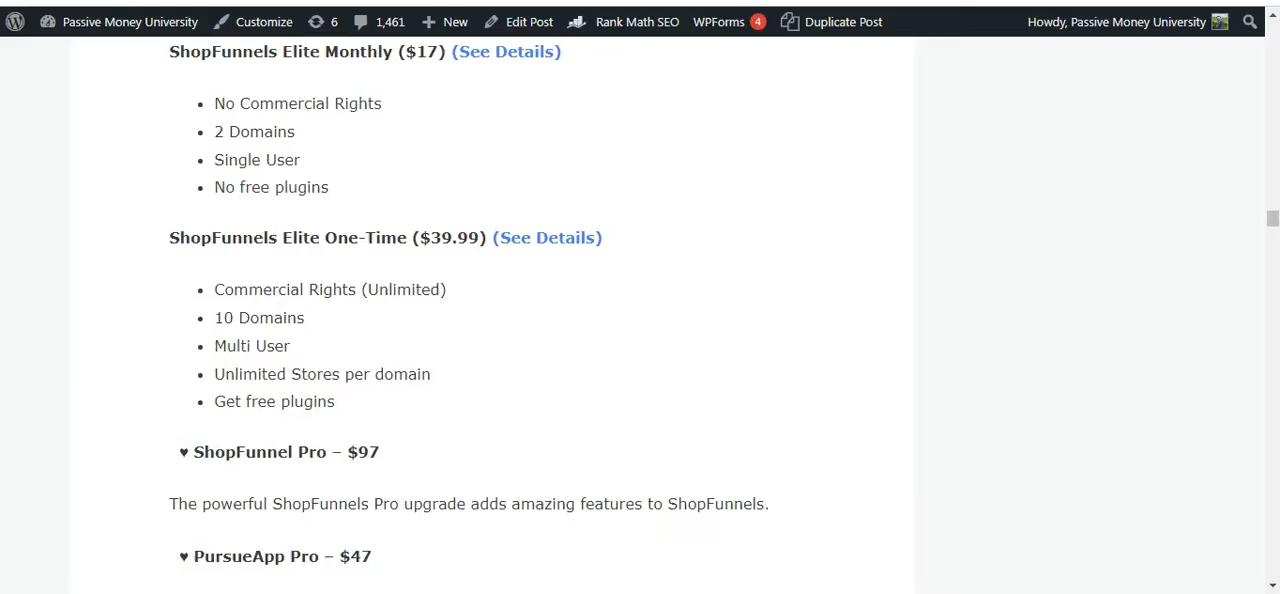 Passive Money University Customize 6 1,461 New Edit Post Rank Math SEO WPForms 4 Duplicate Post Howdy, Passive Money University
ShopFunnels Elite Monthly ($17) (See Details)
• No Commercial Rights
• 2 Domains
• Single User
• No free plugins
ShopFunnels Elite One-Time ($39.99) (See Details)
• Commercial Rights (Unlimited)
• 10 Domains
• Multi User
• Unlimited Stores per domain
• Get free plugins
♥ ShopFunnel Pro – $97
The powerful ShopFunnels Pro upgrade adds amazing features to ShopFunnels.
♥ PursueApp Pro – $47